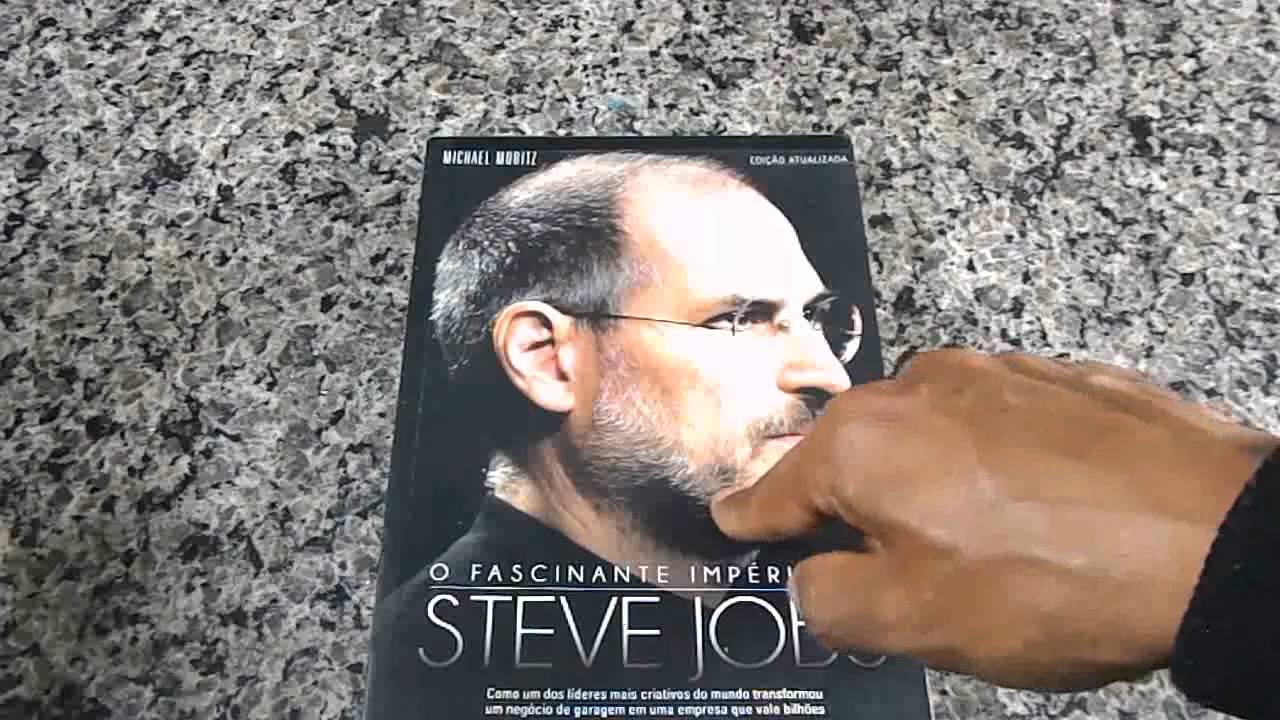 MICHAEL MORITZ
EDIÇÃO ATUALIZADA
O FASCINANTE IMPÉRI
STEVE JOBS
Como um dos líderes mais criativos do mundo transformou
um negócio de garagem em uma empresa que vale bilhões